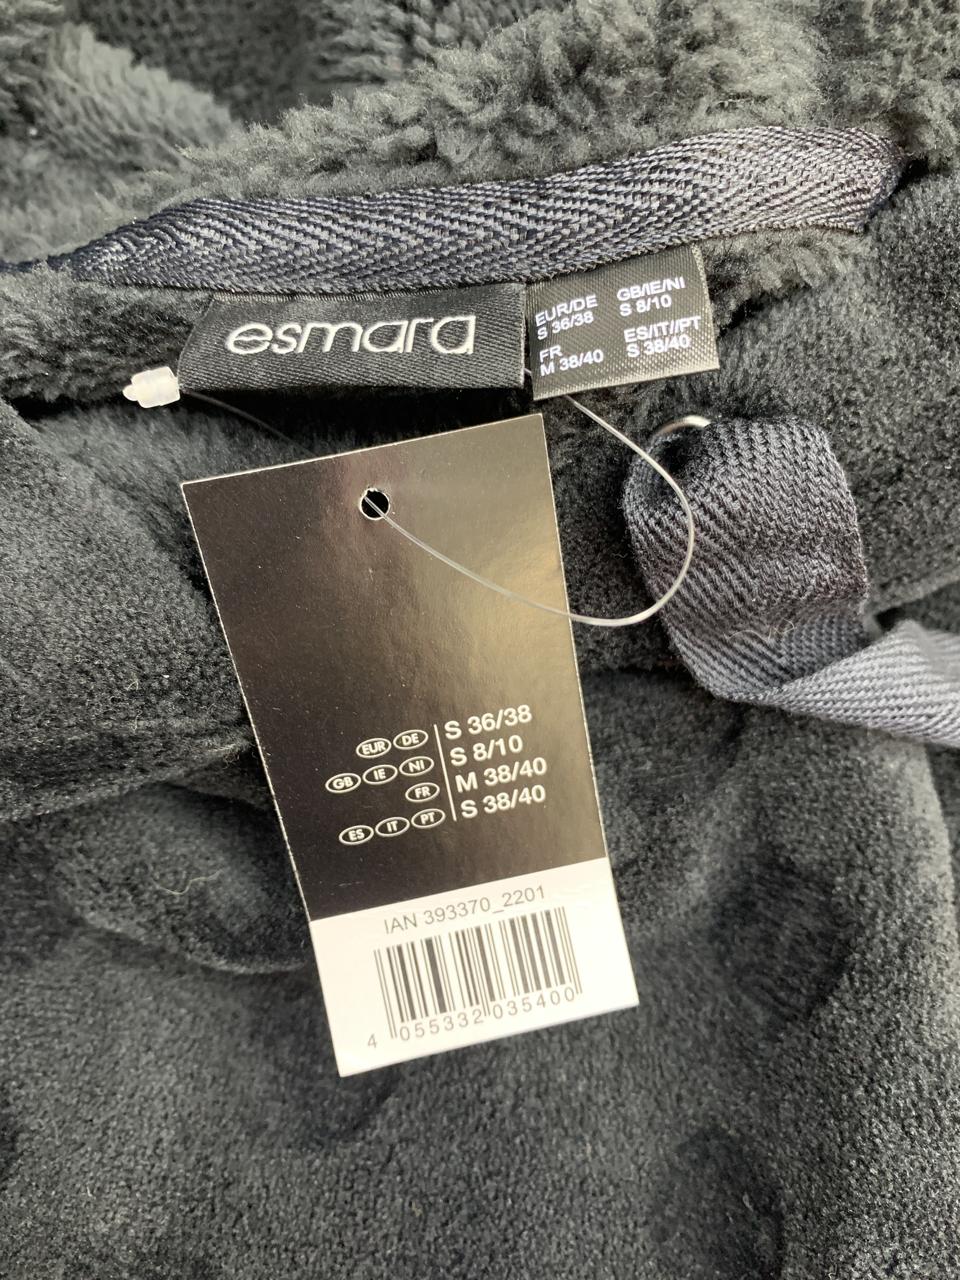 esmara
EUR/DE GB/IE/NI
S 36/38 S 8/10
FR ES/IT//PT
M 38/40 S 38/40
EUR DE S 36/38
GB IE NI S 8/10
FR M 38/40
ES IT PT S 38/40
IAN 393370_2201
4 055332 035400